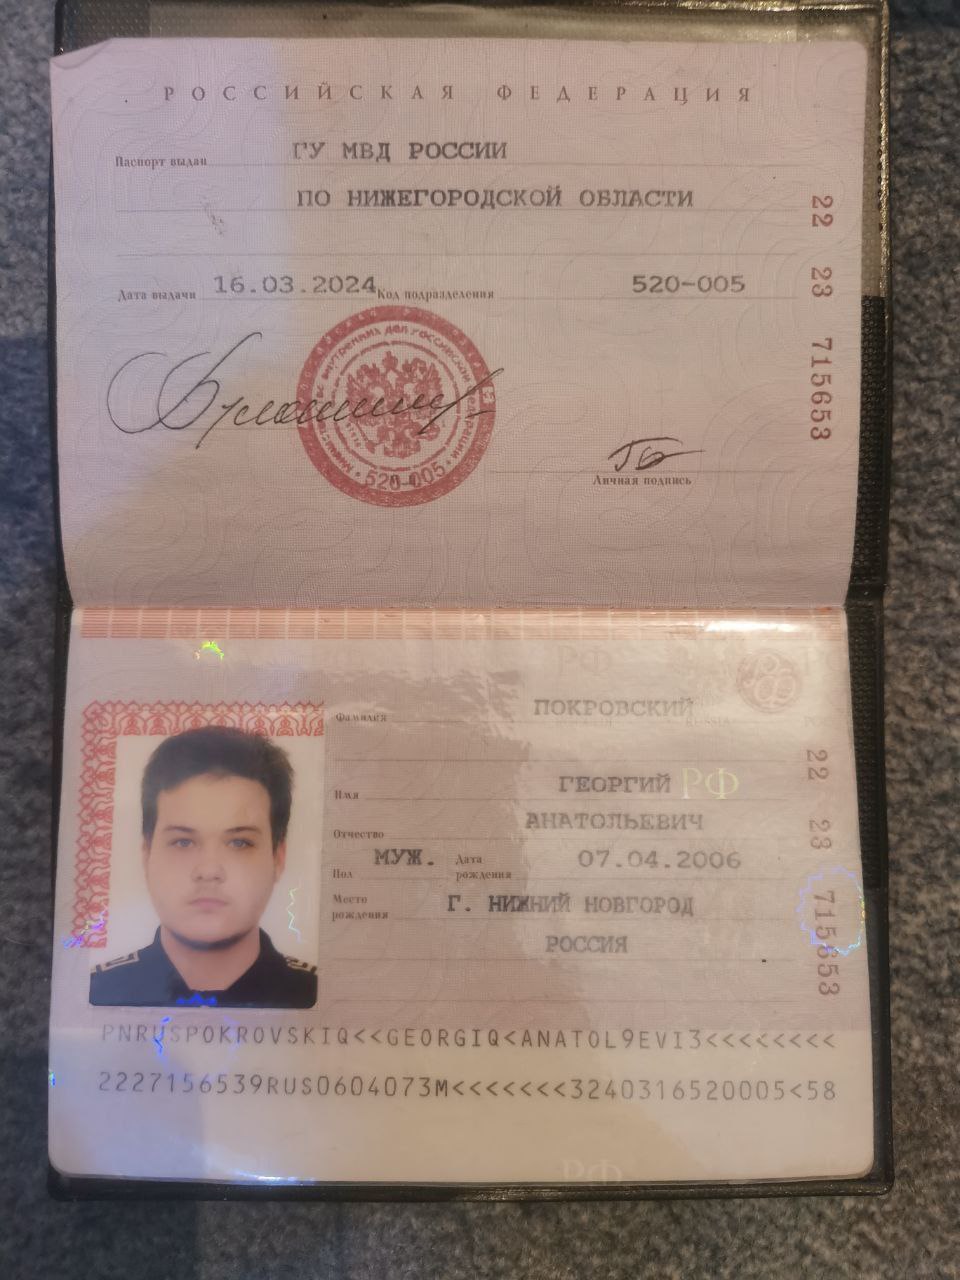 РОССИЙСКАЯ ФЕДЕРАЦИЯ
Паспорт выдан ГУ МВД РОССИИ
ПО НИЖЕГОРОДСКОЙ ОБЛАСТИ
Дата выдачи 16.03.2024 Код подразделения 520-005
22 23 715653
520-005
Личная подпись
РФ
Фамилия ПОКРОВСКИЙ
RUSSIA
Имя ГЕОРГИЙ РФ
Отчество АНАТОЛЬЕВИЧ
Пол МУЖ. Дата рождения 07.04.2006
Место рождения Г. НИЖНИЙ НОВГОРОД
РОССИЯ
22 23 715653
PNRUSPOKROVSKIQ<<GEORGIQ<ANATOL9EVI3<<<<<<<<
2227156539RUS0604073M<<<<<<<3240316520005<58
РФ